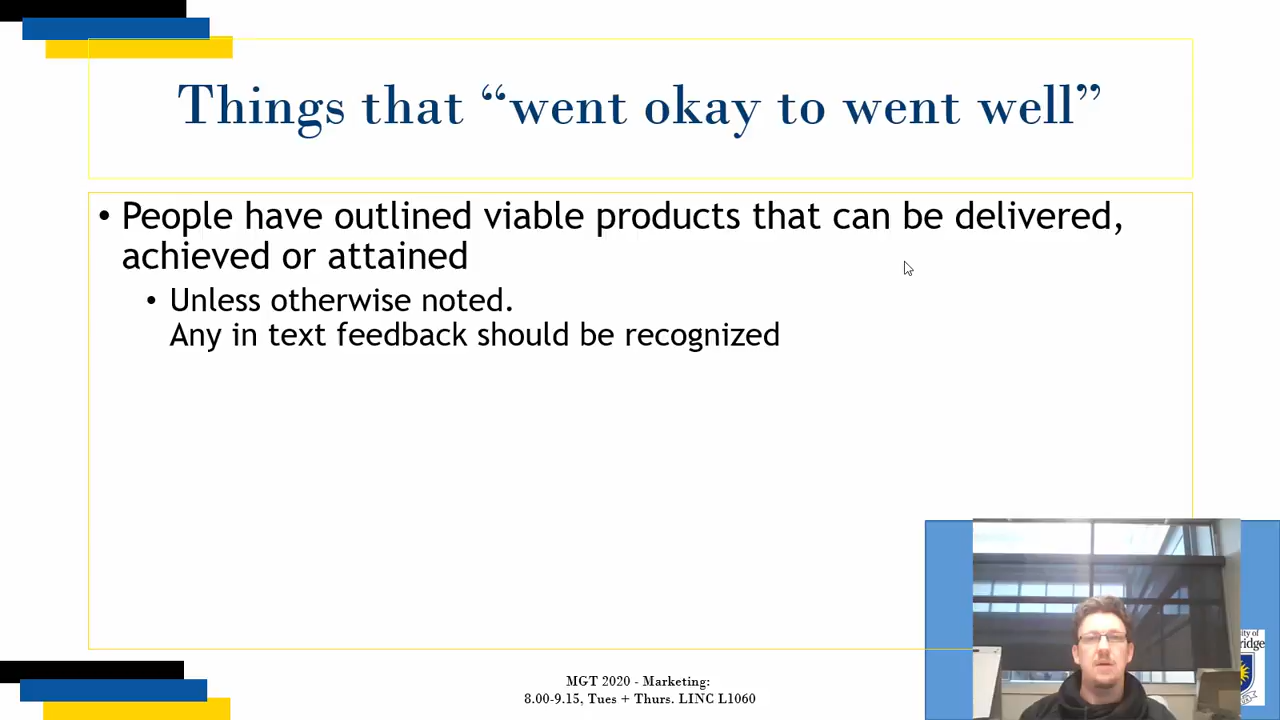 Things that “went okay to went well”
• People have outlined viable products that can be delivered,
achieved or attained
• Unless otherwise noted.
Any in text feedback should be recognized
MGT 2020 - Marketing:
8.00-9.15, Tues + Thurs. LINC L1060